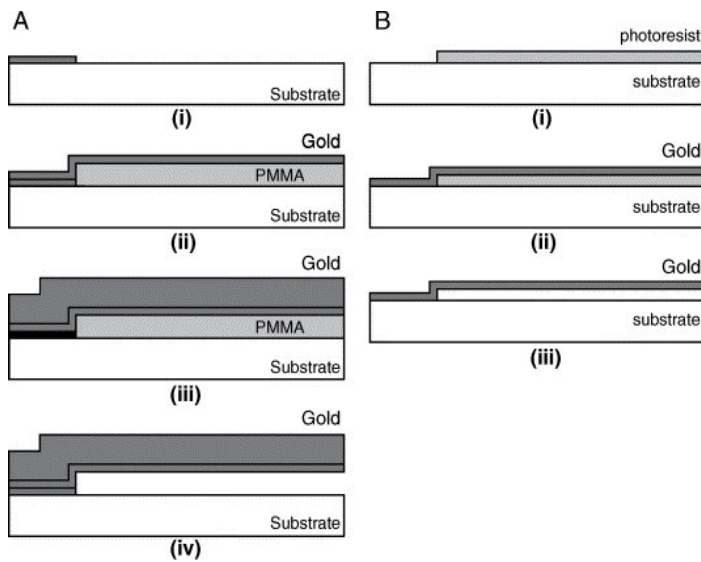 A
Substrate
(i)
Gold
PMMA
Substrate
(ii)
Gold
PMMA
Substrate
(iii)
Gold
Substrate
(iv)
B
photoresist
substrate
(i)
Gold
substrate
(ii)
Gold
substrate
(iii)